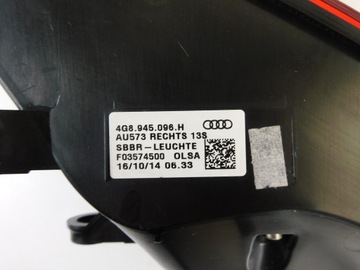 4G8.945.096.H
AU573 RECHTS 13S
SBBR-LEUCHTE
F03574500 OLSA
16/10/14 06.33